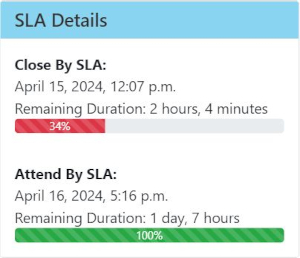 SLA Details
Close By SLA:
April 15, 2024, 12:07 p.m.
Remaining Duration: 2 hours, 4 minutes
34%
Attend By SLA:
April 16, 2024, 5:16 p.m.
Remaining Duration: 1 day, 7 hours
100%